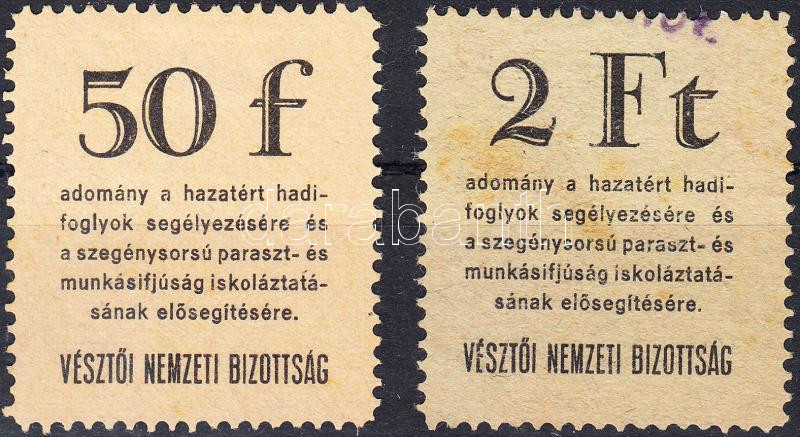 50 f
adomány a hazatért hadi-
foglyok segélyezésére és
a szegénysorsú paraszt- és
munkásifjúság iskoláztatá-
sának elősegítésére.
VÉSZTŐI NEMZETI BIZOTTSÁG
2 Ft
adomány a hazatért hadi-
foglyok segélyezésére és
a szegénysorsú paraszt- és
munkásifjúság iskoláztatá-
sának elősegítésére.
VÉSZTŐI NEMZETI BIZOTTSÁG
darabanth